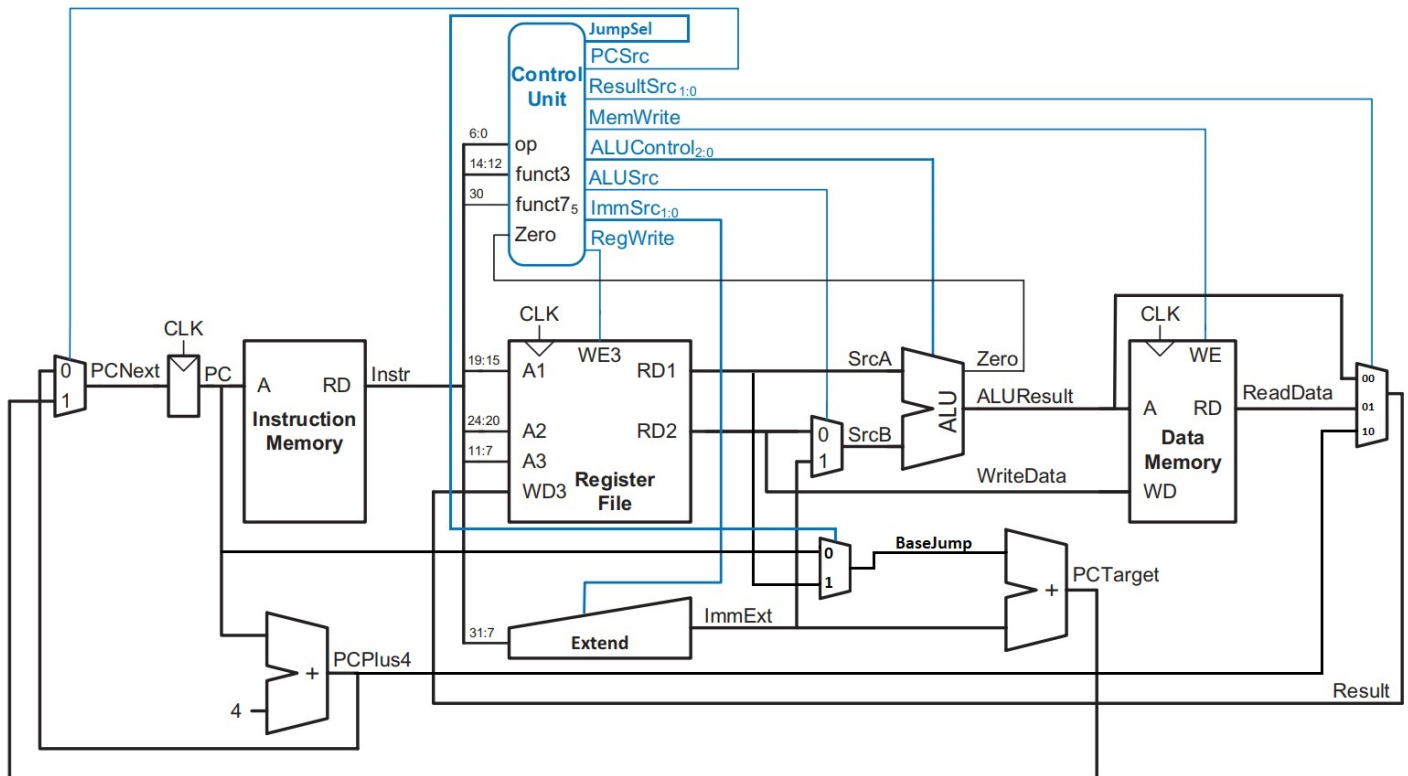 JumpSel
PCSrc
Control
Unit
ResultSrc1:0
MemWrite
6:0
op
ALUControl2:0
14:12
funct3
ALUSrc
30
funct75
ImmSrc1:0
Zero
RegWrite
CLK
CLK
CLK
0
1
PCNext
PC
A
RD
Instr
Instruction
Memory
19:15
A1
WE3
RD1
24:20
A2
RD2
11:7
A3
WD3
Register
File
SrcA
0
1
SrcB
ALU
Zero
ALUResult
WE
A
RD
Data
Memory
WriteData
WD
ReadData
00
01
10
0
1
BaseJump
+
PCTarget
31:7
Extend
ImmExt
PCPlus4
+
4
Result